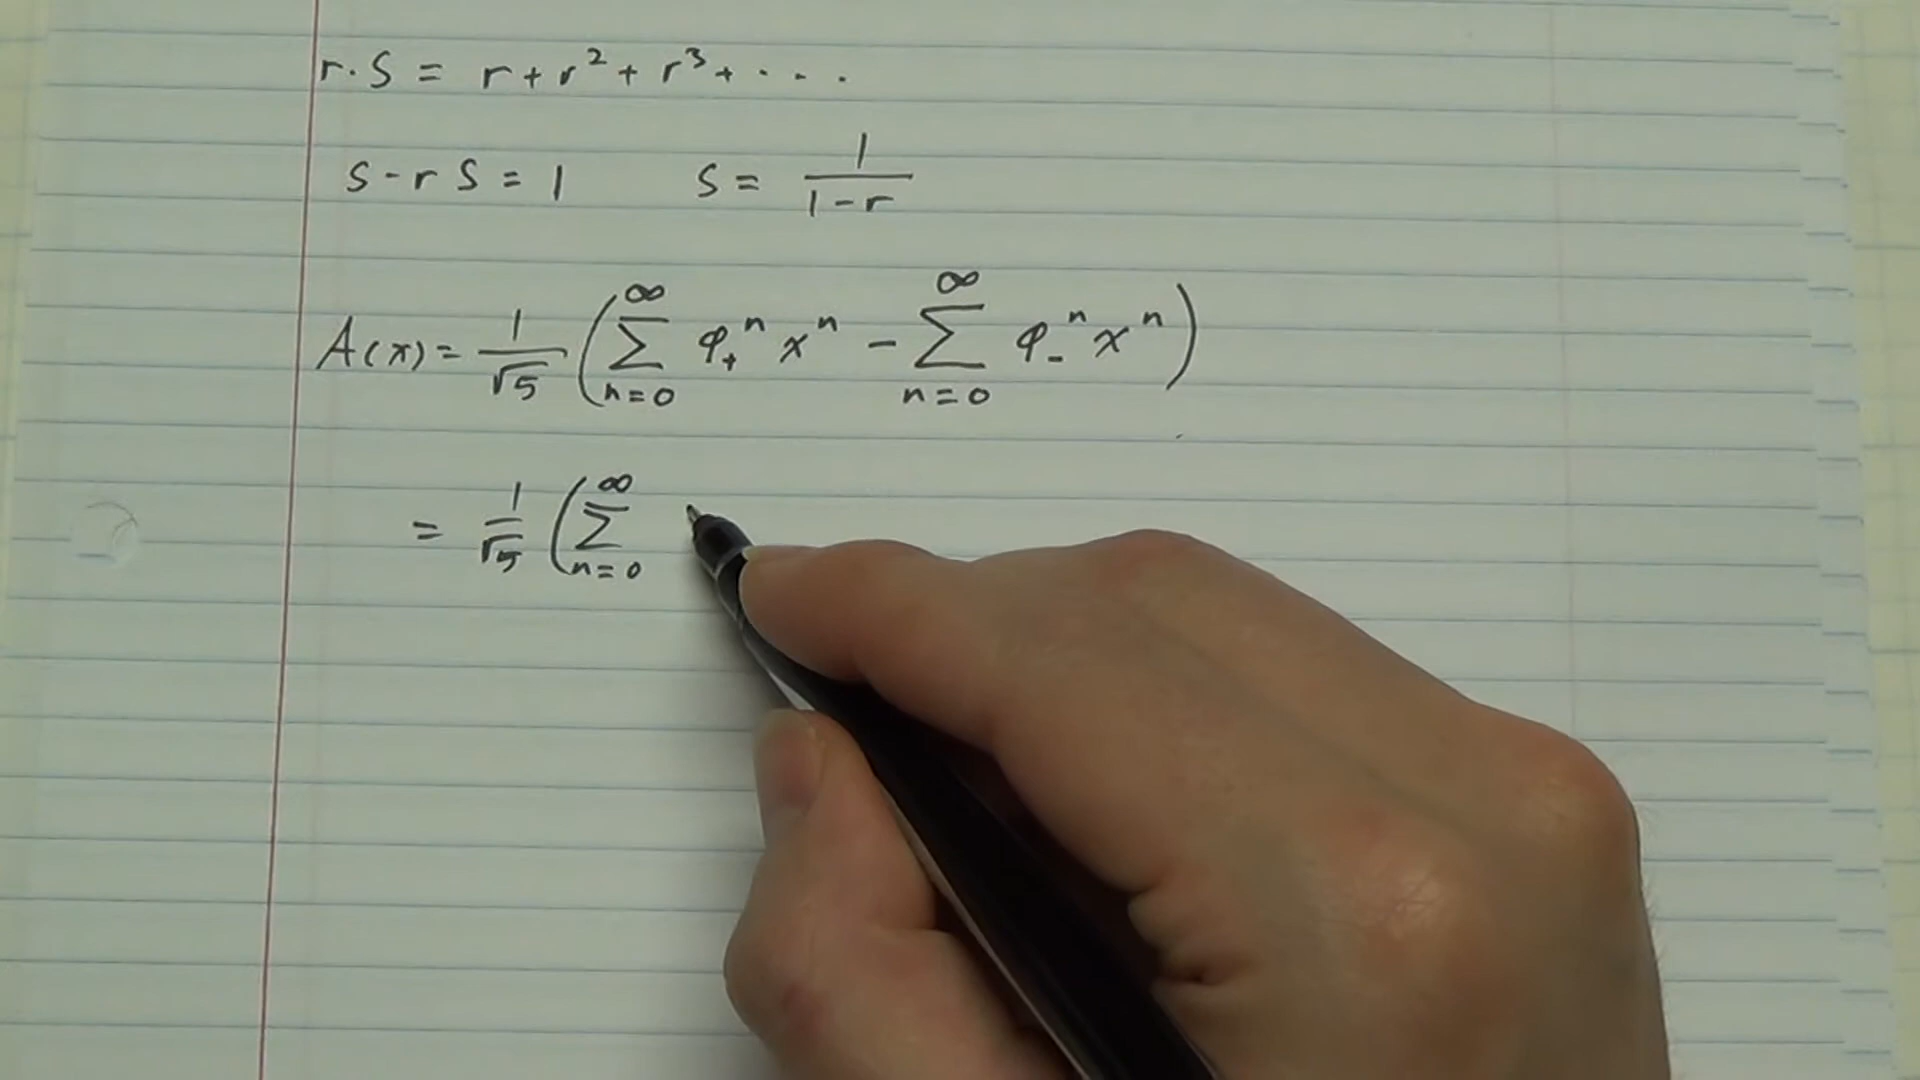 r·S = r + r² + r³ + ....
S - r S = 1 S = 1/(1-r)
A(x) = 1/√5 ( ∑_{n=0}^{∞} φ₊ⁿ xⁿ - ∑_{n=0}^{∞} φ₋ⁿ xⁿ )
= 1/√5 ( ∑_{n=0}^{∞}